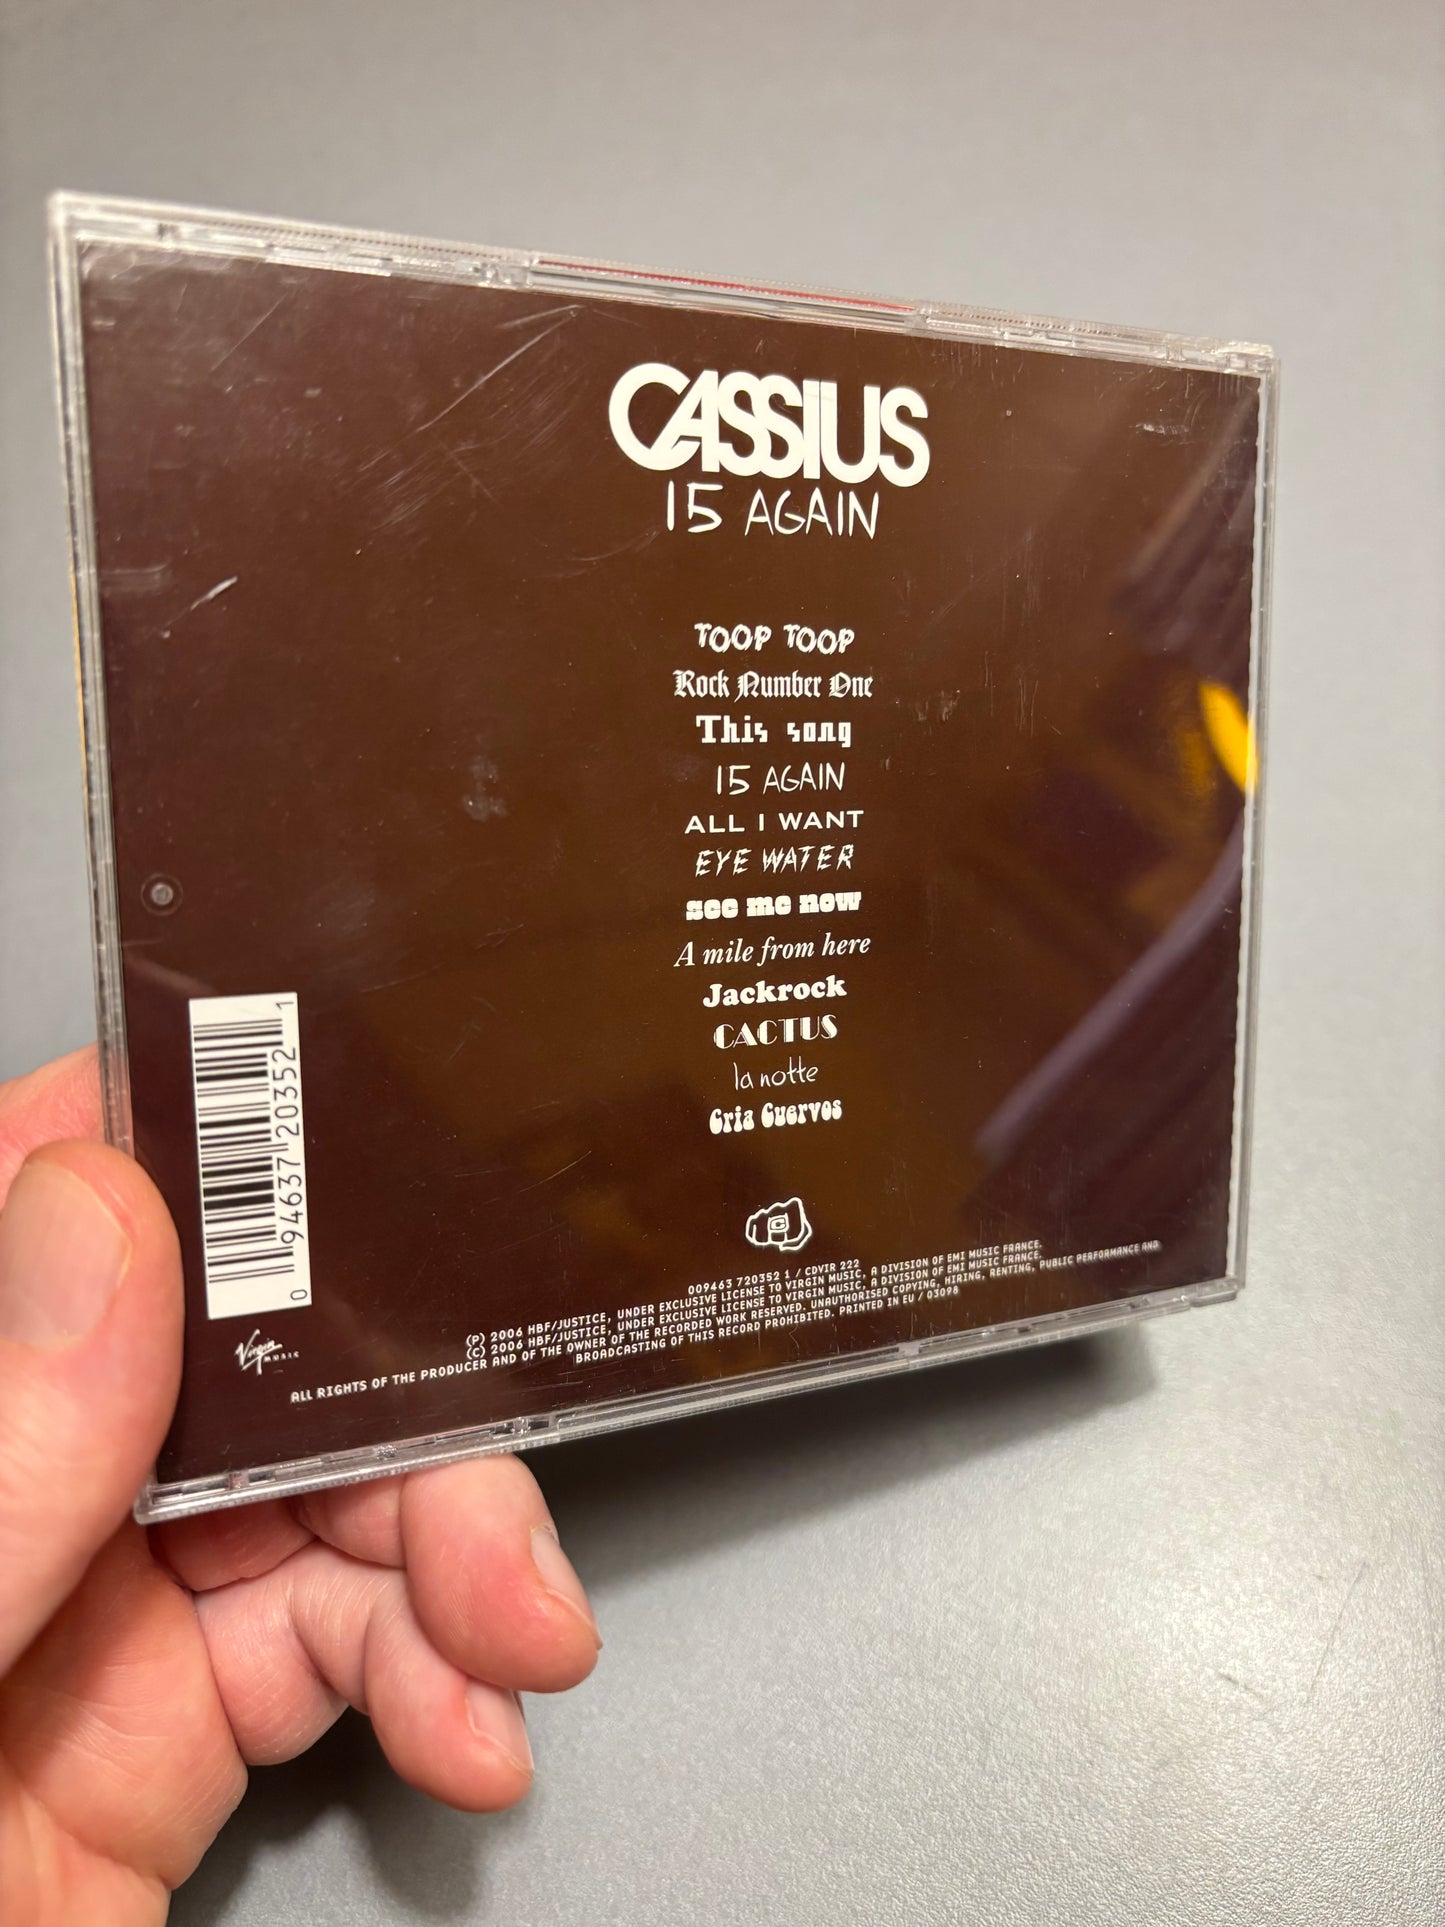 CASSIUS
15 AGAIN
TOOP TOOP
Rock Number One
This song
15 AGAIN
ALL I WANT
EYE WATER
see me now
A mile from here
Jackrock
CACTUS
la notte
Cria Cuervos
C
009463 720352 1 / CDVIR 222
(P) 2006 HBF/JUSTICE, UNDER EXCLUSIVE LICENSE TO VIRGIN MUSIC, A DIVISION OF EMI MUSIC FRANCE.
(C) 2006 HBF/JUSTICE, UNDER EXCLUSIVE LICENSE TO VIRGIN MUSIC, A DIVISION OF EMI MUSIC FRANCE.
ALL RIGHTS OF THE PRODUCER AND OF THE OWNER OF THE RECORDED WORK RESERVED. UNAUTHORISED COPYING, HIRING, RENTING, PUBLIC PERFORMANCE AND
BROADCASTING OF THIS RECORD PROHIBITED. PRINTED IN EU / 03098
0 94637 20352 1
Virgin
MUSIC